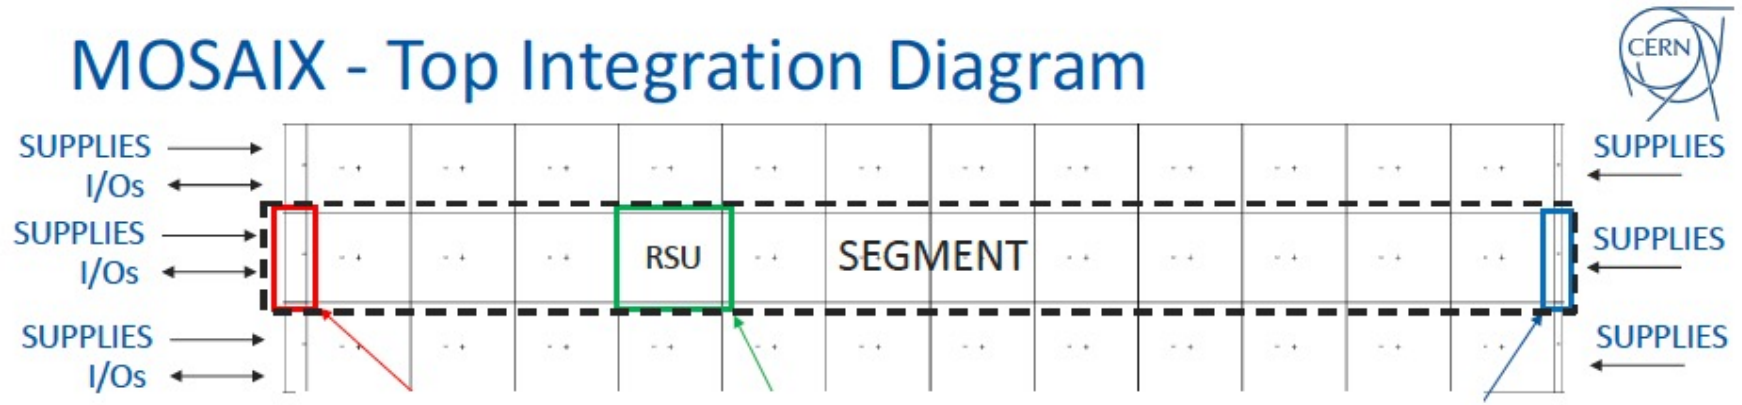 MOSAIX - Top Integration Diagram
CERN
SUPPLIES
I/Os
SUPPLIES
SUPPLIES
I/Os
RSU
SEGMENT
SUPPLIES
SUPPLIES
I/Os
SUPPLIES